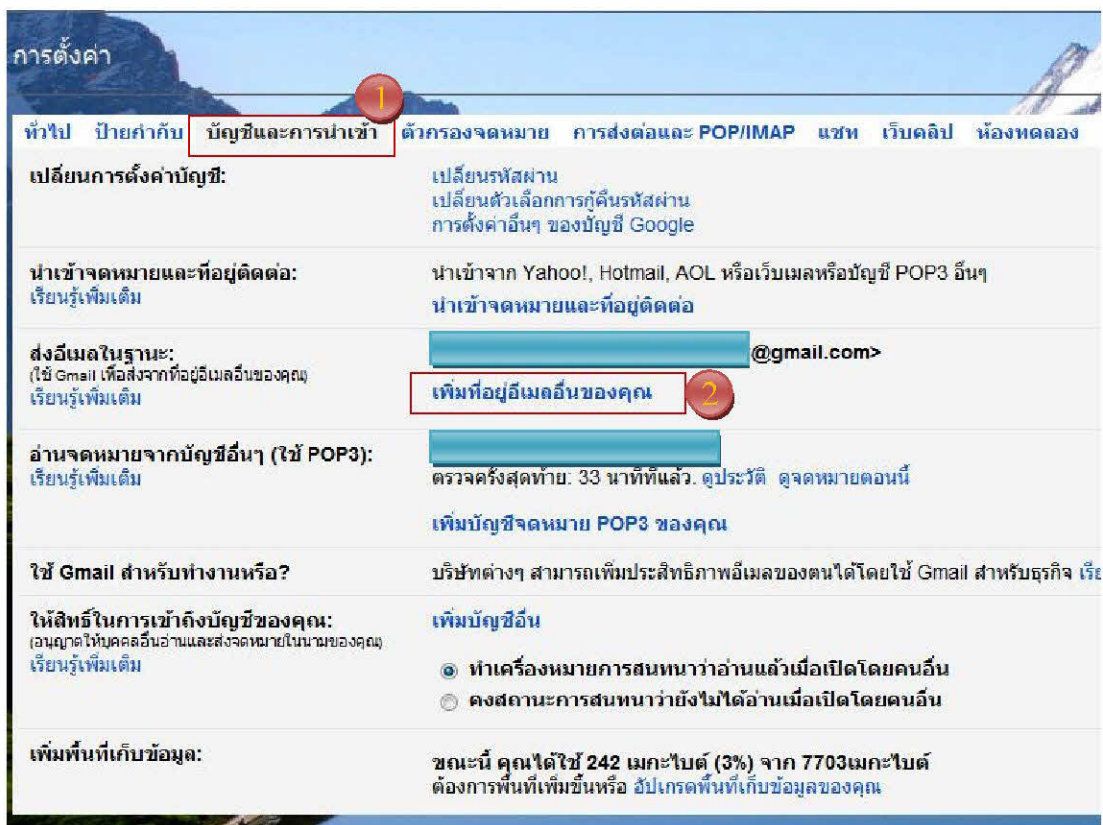 การตั้งค่า
1
ทั่วไป ป้ายกำกับ บัญชีและการนำเข้า ตัวกรองจดหมาย การส่งต่อและ POP/IMAP แชท เว็บคลิป ห้องทดลอง
เปลี่ยนการตั้งค่าบัญชี: เปลี่ยนรหัสผ่าน
เปลี่ยนตัวเลือกการกู้คืนรหัสผ่าน
การตั้งค่าอื่นๆ ของบัญชี Google
นำเข้าจดหมายและที่อยู่ติดต่อ: นำเข้าจาก Yahoo!, Hotmail, AOL หรือเว็บเมลหรือบัญชี POP3 อื่นๆ
เรียนรู้เพิ่มเติม นำเข้าจดหมายและที่อยู่ติดต่อ
ส่งอีเมลในฐานะ: @gmail.com>
(ใช้ Gmail เพื่อส่งจากที่อยู่อีเมลอื่นของคุณ)
เรียนรู้เพิ่มเติม เพิ่มที่อยู่อีเมลอื่นของคุณ 2
อ่านจดหมายจากบัญชีอื่นๆ (ใช้ POP3):
เรียนรู้เพิ่มเติม ตรวจครั้งสุดท้าย: 33 นาทีที่แล้ว. ดูประวัติ ดูจดหมายตอนนี้
เพิ่มบัญชีจดหมาย POP3 ของคุณ
ใช้ Gmail สำหรับทำงานหรือ? บริษัทต่างๆ สามารถเพิ่มประสิทธิภาพอีเมลของตนได้โดยใช้ Gmail สำหรับธุรกิจ
ให้สิทธิ์ในการเข้าถึงบัญชีของคุณ: เพิ่มบัญชีอื่น
(อนุญาตให้บุคคลอื่นอ่านและส่งจดหมายในนามของคุณ)
เรียนรู้เพิ่มเติม ทำเครื่องหมายการสนทนาว่าอ่านแล้วเมื่อเปิดโดยคนอื่น
คงสถานะการสนทนาว่ายังไม่ได้อ่านเมื่อเปิดโดยคนอื่น
เพิ่มพื้นที่เก็บข้อมูล: ขณะนี้ คุณได้ใช้ 242 เมกะไบต์ (3%) จาก 7703เมกะไบต์
ต้องการพื้นที่เพิ่มขึ้นหรือ อัปเกรดพื้นที่เก็บข้อมูลของคุณ